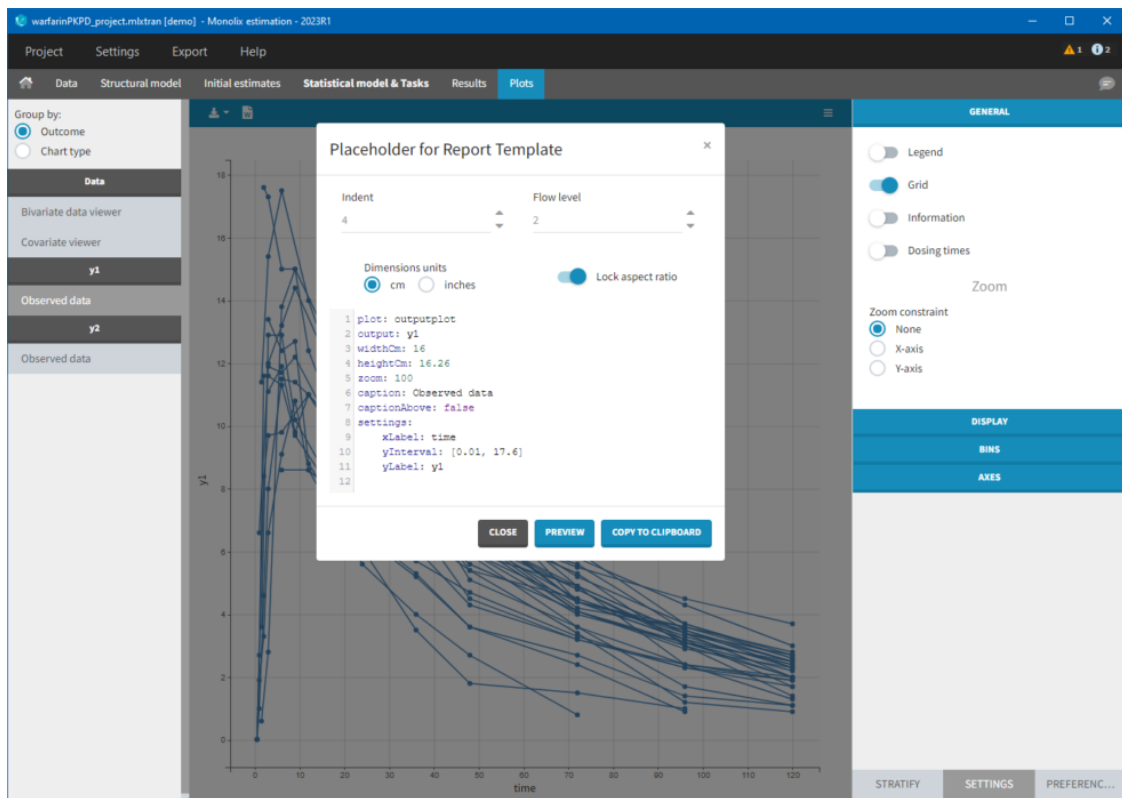 warfarinPKPD_project.mlxtran [demo] - Monolix estimation - 2023R1
Project Settings Export Help
1 2
Data Structural model Initial estimates Statistical model & Tasks Results Plots
Group by:
Outcome
Chart type
Data
Bivariate data viewer
Covariate viewer
y1
Observed data
y2
Observed data
Placeholder for Report Template
Indent Flow level
4 2
Dimensions units
cm inches
Lock aspect ratio
1 plot: outputplot
2 output: y1
3 widthCm: 16
4 heightCm: 16.26
5 zoom: 100
6 caption: Observed data
7 captionAbove: false
8 settings:
9 xLabel: time
10 yInterval: [0.01, 17.6]
11 yLabel: y1
12
CLOSE PREVIEW COPY TO CLIPBOARD
18
16
14
12
10
8
6
4
2
0
y1
0 10 20 30 40 50 60 70 80 90 100 110 120
time
GENERAL
Legend
Grid
Information
Dosing times
Zoom
Zoom constraint
None
X-axis
Y-axis
DISPLAY
BINS
AXES
STRATIFY SETTINGS PREFERENC...